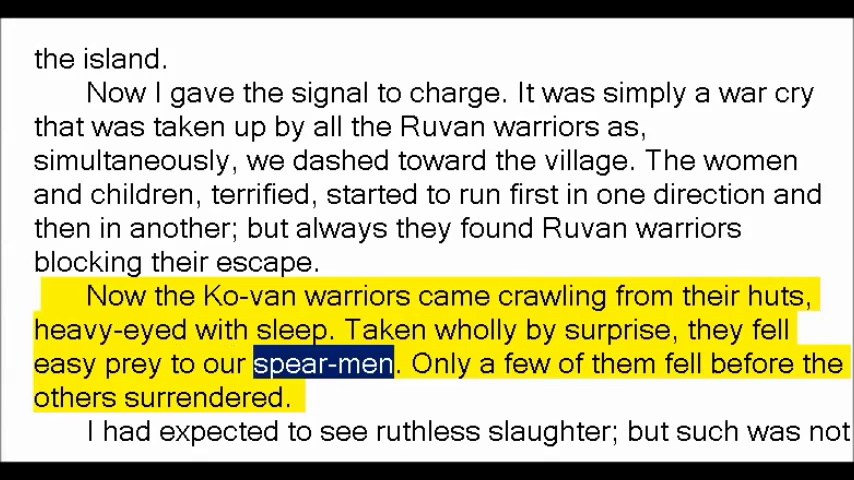 the island.
Now I gave the signal to charge. It was simply a war cry
that was taken up by all the Ruvan warriors as,
simultaneously, we dashed toward the village. The women
and children, terrified, started to run first in one direction and
then in another; but always they found Ruvan warriors
blocking their escape.
Now the Ko-van warriors came crawling from their huts,
heavy-eyed with sleep. Taken wholly by surprise, they fell
easy prey to our spear-men. Only a few of them fell before the
others surrendered.
I had expected to see ruthless slaughter; but such was not